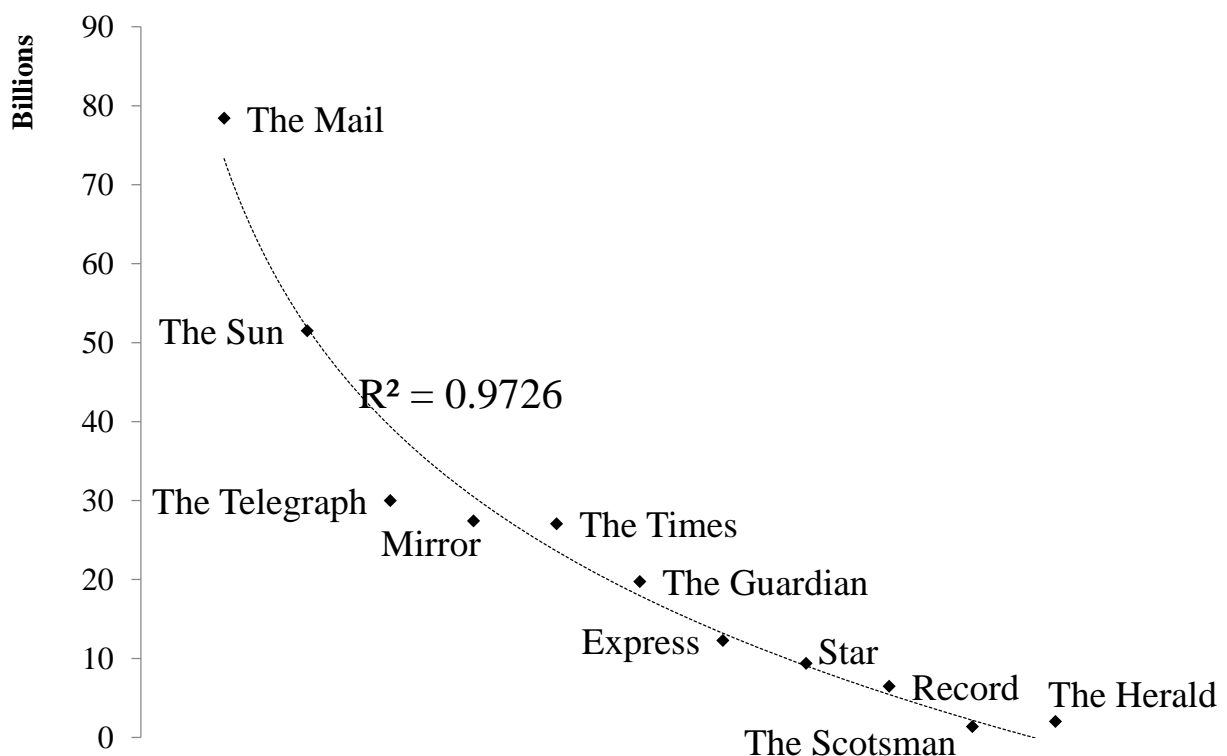 90
Billions
80
The Mail
70
60
50
The Sun
R² = 0.9726
40
30
The Telegraph
The Times
Mirror
20
The Guardian
Express
10
Star
Record
The Herald
0
The Scotsman